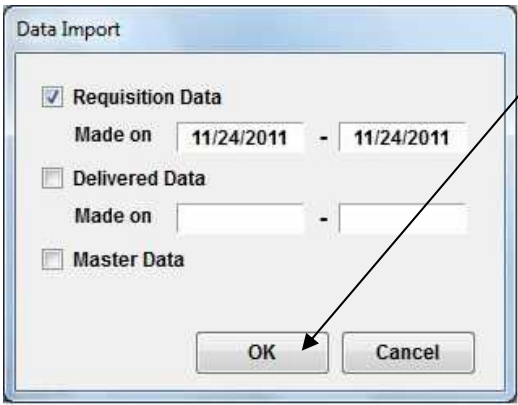 Data Import
Requisition Data
Made on 11/24/2011 - 11/24/2011
Delivered Data
Made on -
Master Data
OK Cancel